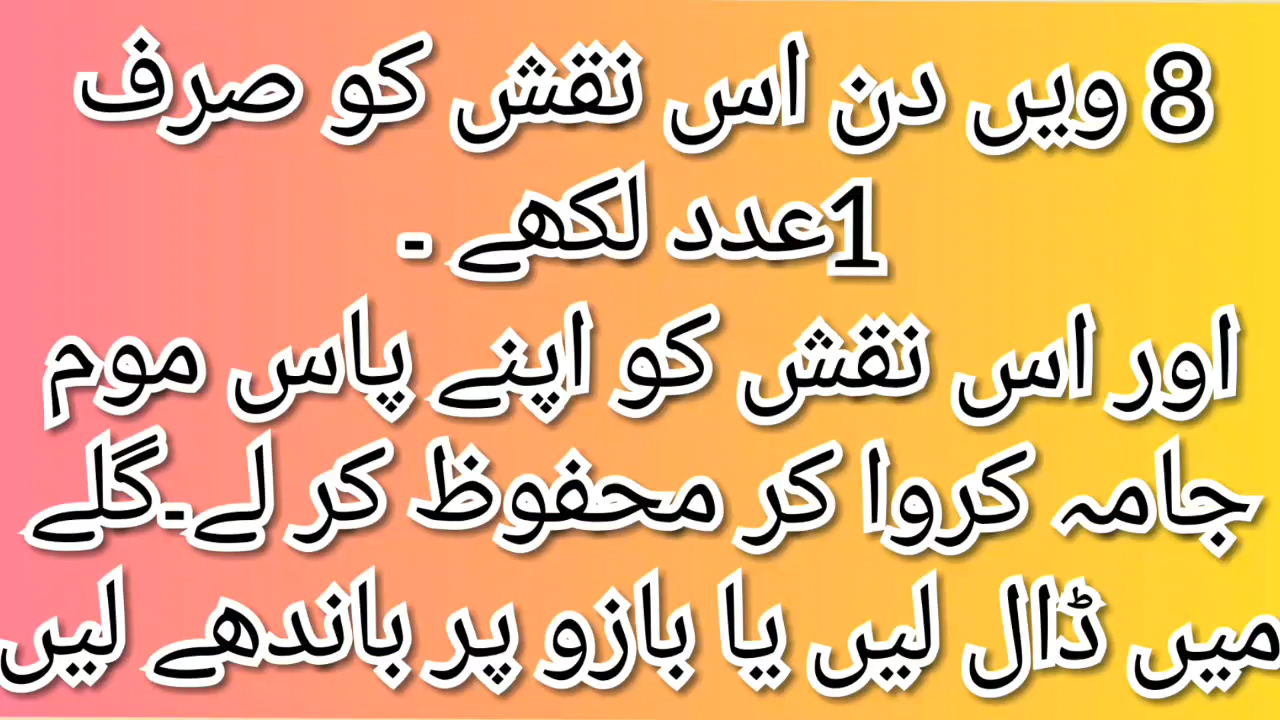 8 ویں دن اس نقش کو صرف
1عدد لکھے ۔
اور اس نقش کو اپنے پاس موم
جامہ کروا کر محفوظ کر لے۔گلے
میں ڈال لیں یا بازو پر باندھے لیں